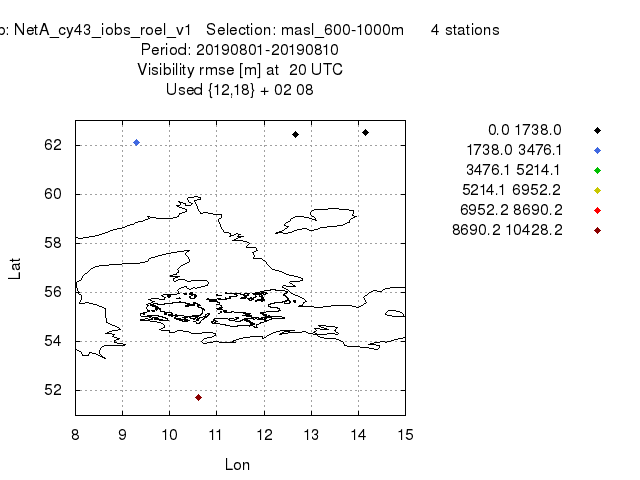 : NetA_cy43_iobs_roel_v1 Selection: masl_600-1000m 4 stations
Period: 20190801-20190810
Visibility rmse [m] at 20 UTC
Used {12,18} + 02 08
0.0 1738.0
1738.0 3476.1
3476.1 5214.1
5214.1 6952.2
6952.2 8690.2
8690.2 10428.2
62
60
58
56
54
52
Lat
8 9 10 11 12 13 14 15
Lon